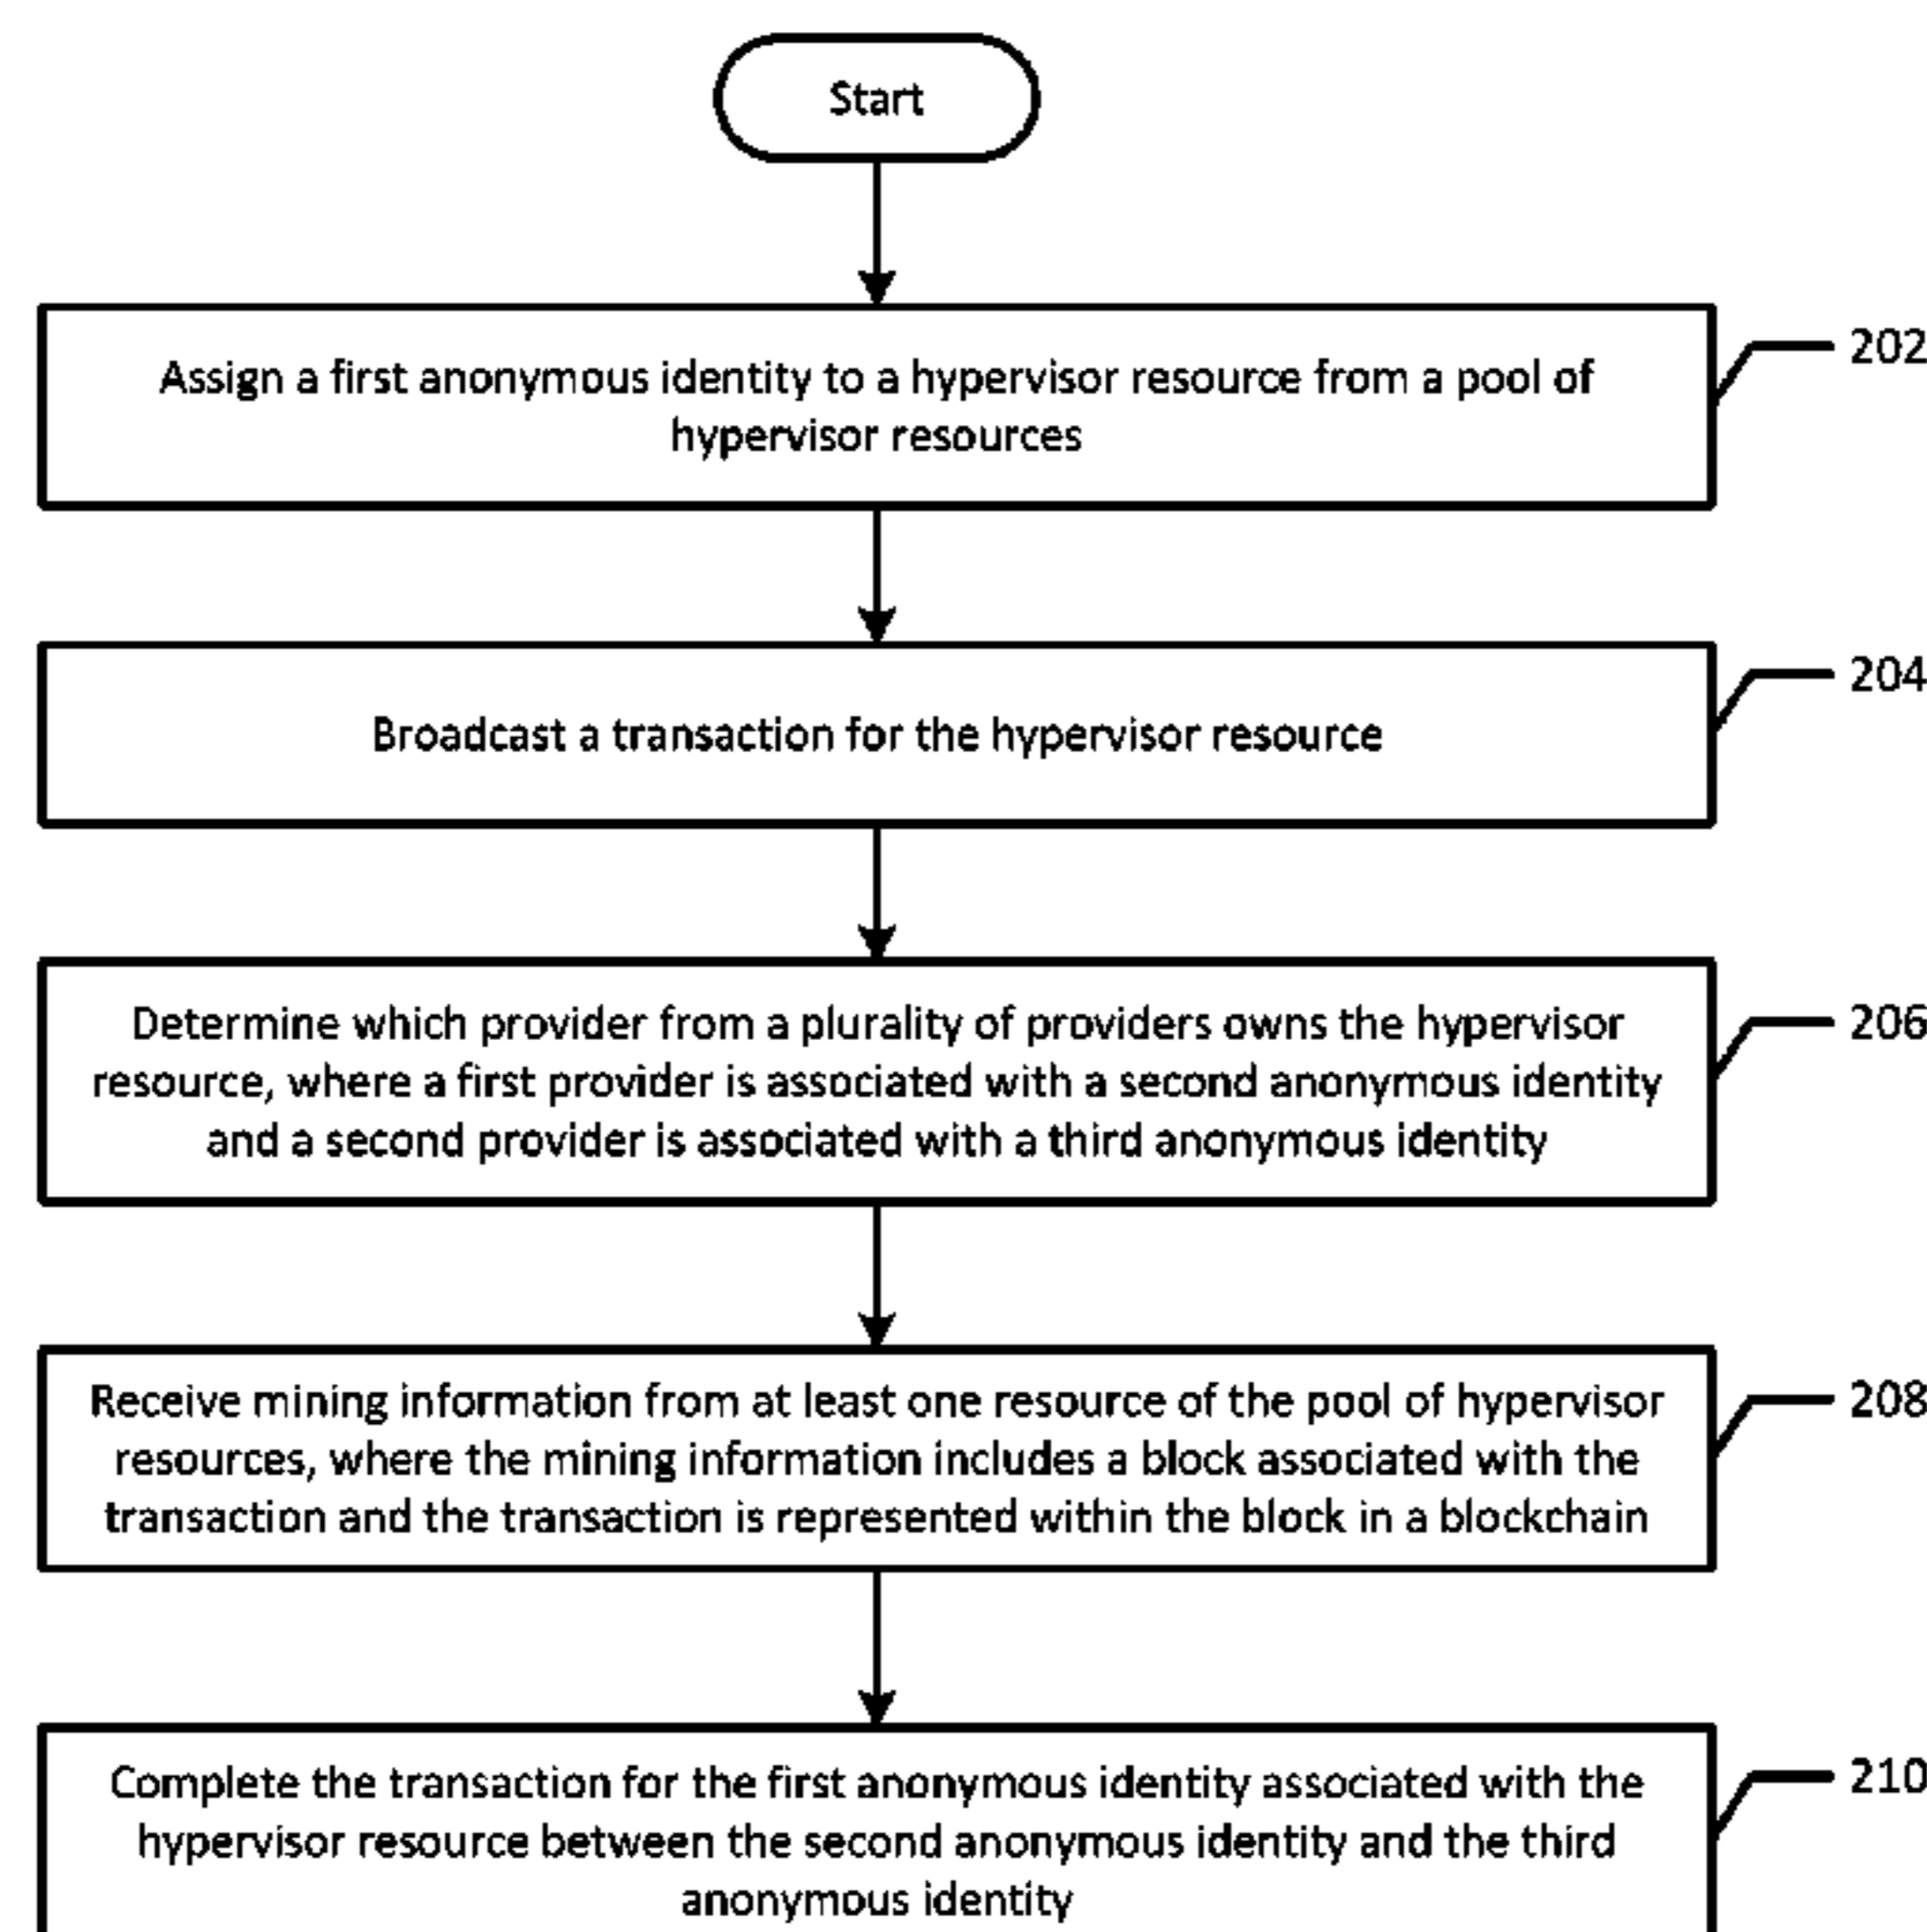 Start
Assign a first anonymous identity to a hypervisor resource from a pool of
hypervisor resources
202
Broadcast a transaction for the hypervisor resource
204
Determine which provider from a plurality of providers owns the hypervisor
resource, where a first provider is associated with a second anonymous identity
and a second provider is associated with a third anonymous identity
206
Receive mining information from at least one resource of the pool of hypervisor
resources, where the mining information includes a block associated with the
transaction and the transaction is represented within the block in a blockchain
208
Complete the transaction for the first anonymous identity associated with the
hypervisor resource between the second anonymous identity and the third
anonymous identity
210